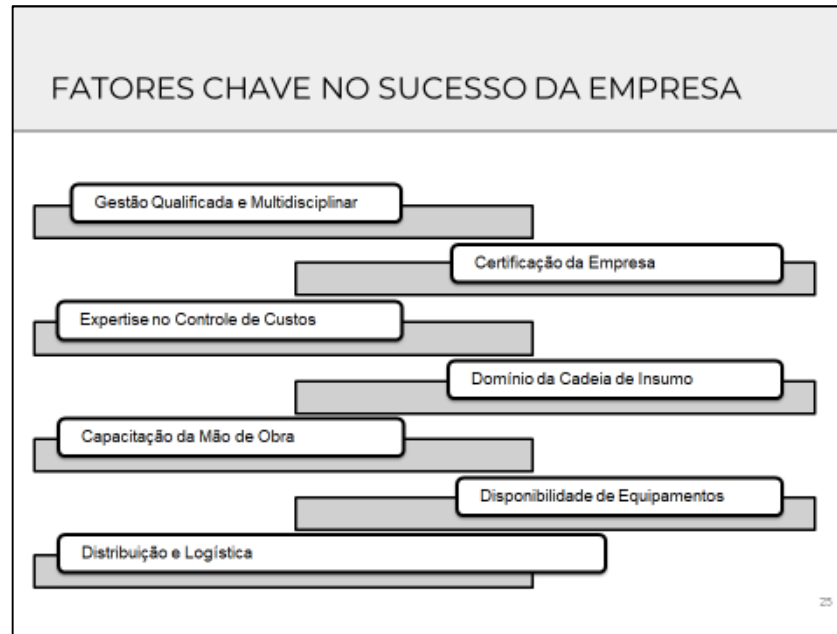 FATORES CHAVE NO SUCESSO DA EMPRESA
Gestão Qualificada e Multidisciplinar
Certificação da Empresa
Expertise no Controle de Custos
Domínio da Cadeia de Insumo
Capacitação da Mão de Obra
Disponibilidade de Equipamentos
Distribuição e Logística
25